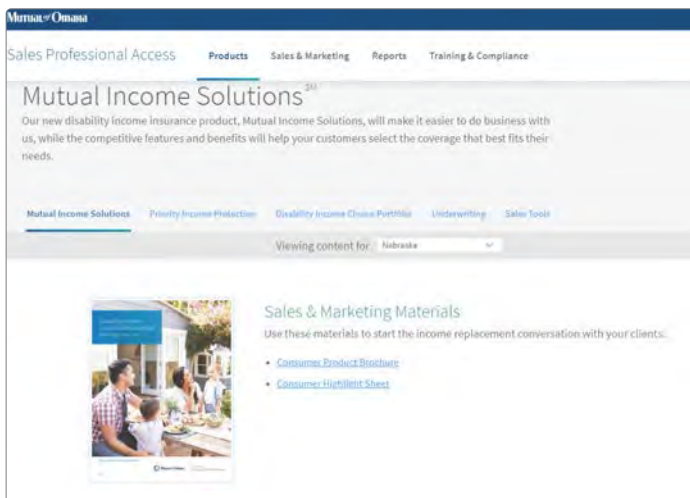 Mutual of Omaha
Sales Professional Access Products Sales & Marketing Reports Training & Compliance
Mutual Income Solutions℠
Our new disability income insurance product, Mutual Income Solutions, will make it easier to do business with
us, while the competitive features and benefits will help your customers select the coverage that best fits their
needs.
Mutual Income Solutions Priority Income Protection Disability Income Choice Portfolio Underwriting Sales Tools
Viewing content for Nebraska
Sales & Marketing Materials
Use these materials to start the income replacement conversation with your clients.
• Consumer Product Brochure
• Consumer Highlight Sheet
Mutual of Omaha